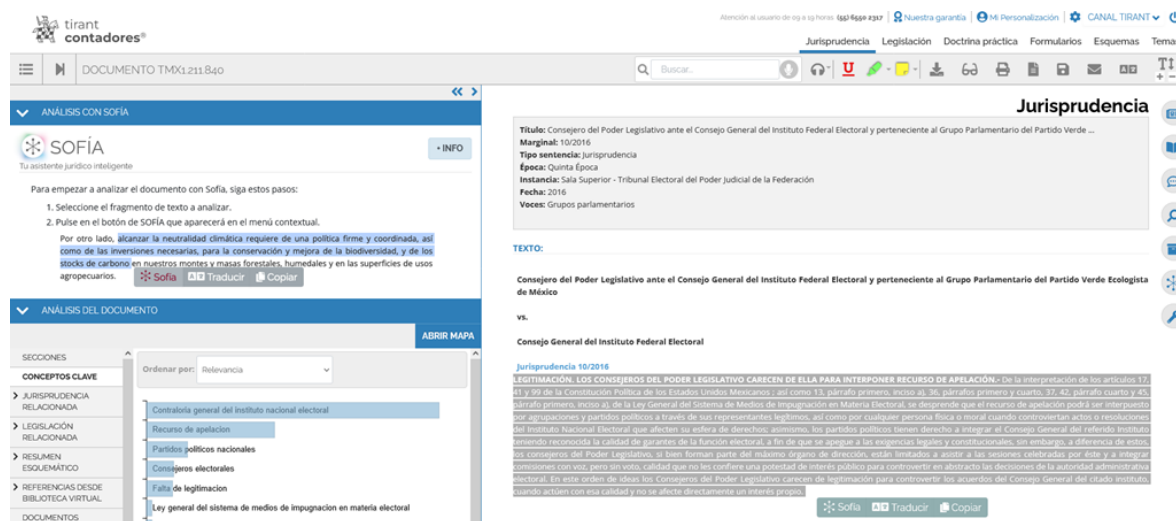 tirant
contadores®
Atención al usuario de 09 a 19 horas (55) 6550 2317
Nuestra garantía
Mi Personalización
CANAL TIRANT
Jurisprudencia Legislación Doctrina práctica Formularios Esquemas Temas
DOCUMENTO TMX1.211.840
Buscar...
ANÁLISIS CON SOFÍA
SOFÍA
+ INFO
Tu asistente jurídico inteligente
Para empezar a analizar el documento con Sofía, siga estos pasos:
1. Seleccione el fragmento de texto a analizar.
2. Pulse en el botón de SOFÍA que aparecerá en el menú contextual.
Por otro lado, alcanzar la neutralidad climática requiere de una política firme y coordinada, así
como de las inversiones necesarias, para la conservación y mejora de la biodiversidad, y de los
stocks de carbono en nuestros montes y masas forestales, humedales y en las superficies de usos
agropecuarios.
Sofia Traducir Copiar
ANÁLISIS DEL DOCUMENTO
ABRIR MAPA
SECCIONES
CONCEPTOS CLAVE
JURISPRUDENCIA
RELACIONADA
LEGISLACIÓN
RELACIONADA
RESUMEN
ESQUEMÁTICO
REFERENCIAS DESDE
BIBLIOTECA VIRTUAL
DOCUMENTOS
Ordenar por: Relevancia
Contraloria general del instituto nacional electoral
Recurso de apelacion
Partidos politicos nacionales
Consejeros electorales
Falta de legitimacion
Ley general del sistema de medios de impugnacion en materia electoral
Jurisprudencia
Título: Consejero del Poder Legislativo ante el Consejo General del Instituto Federal Electoral y perteneciente al Grupo Parlamentario del Partido Verde ...
Marginal: 10/2016
Tipo sentencia: Jurisprudencia
Época: Quinta Época
Instancia: Sala Superior - Tribunal Electoral del Poder Judicial de la Federación
Fecha: 2016
Voces: Grupos parlamentarios
TEXTO:
Consejero del Poder Legislativo ante el Consejo General del Instituto Federal Electoral y perteneciente al Grupo Parlamentario del Partido Verde Ecologista
de México
vs.
Consejo General del Instituto Federal Electoral
Jurisprudencia 10/2016
LEGITIMACIÓN. LOS CONSEJEROS DEL PODER LEGISLATIVO CARECEN DE ELLA PARA INTERPONER RECURSO DE APELACIÓN.- De la interpretación de los artículos 17,
41 y 99 de la Constitución Política de los Estados Unidos Mexicanos ; así como 13, párrafo primero, inciso a), 36, párrafos primero y cuarto, 37, 42, párrafo cuarto y 45,
párrafo primero, inciso a), de la Ley General del Sistema de Medios de Impugnación en Materia Electoral, se desprende que el recurso de apelación podrá ser interpuesto
por agrupaciones y partidos políticos a través de sus representantes legítimos, así como por cualquier persona física o moral cuando controviertan actos o resoluciones
del Instituto Nacional Electoral que afecten su esfera de derechos; asimismo, los partidos políticos tienen derecho a integrar el Consejo General del referido Instituto
teniendo reconocida la calidad de garantes de la función electoral, a fin de que se apegue a las exigencias legales y constitucionales, sin embargo, a diferencia de estos,
los consejeros del Poder Legislativo, si bien forman parte del máximo órgano de dirección, están limitados a asistir a las sesiones celebradas por éste y a integrar
comisiones con voz, pero sin voto, calidad que no les confiere una potestad de interés público para controvertir en abstracto las decisiones de la autoridad administrativa
electoral. En este orden de ideas los Consejeros del Poder Legislativo carecen de legitimación para controvertir los acuerdos del Consejo General del citado Instituto,
cuando actúen con esa calidad y no se afecte directamente un interés propio.
Sofia Traducir Copiar